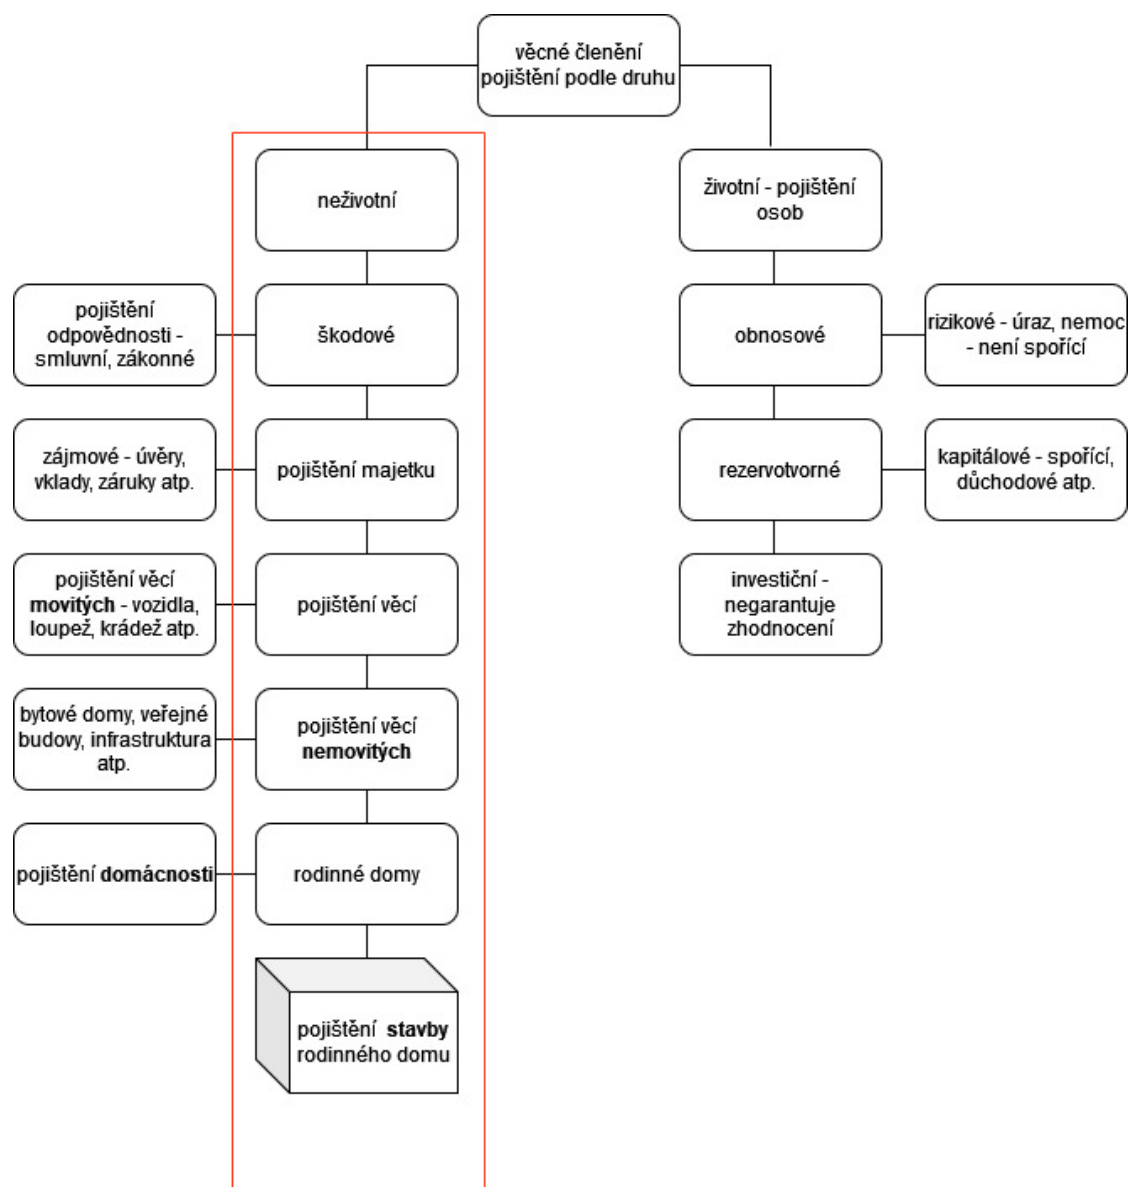 věcné členění
pojištění podle druhu
neživotní
životní - pojištění
osob
pojištění
odpovědnosti -
smluvní, zákonné
škodové
obnosové
rizikové - úraz, nemoc
- není spořící
zájmové - úvěry,
vklady, záruky atp.
pojištění majetku
rezervotvorné
kapitálové - spořící,
důchodové atp.
pojištění věcí
movitých - vozidla,
loupež, krádež atp.
pojištění věcí
investiční -
negarantuje
zhodnocení
bytové domy, veřejné
budovy, infrastruktura
atp.
pojištění věcí
nemovitých
pojištění domácnosti
rodinné domy
pojištění stavby
rodinného domu